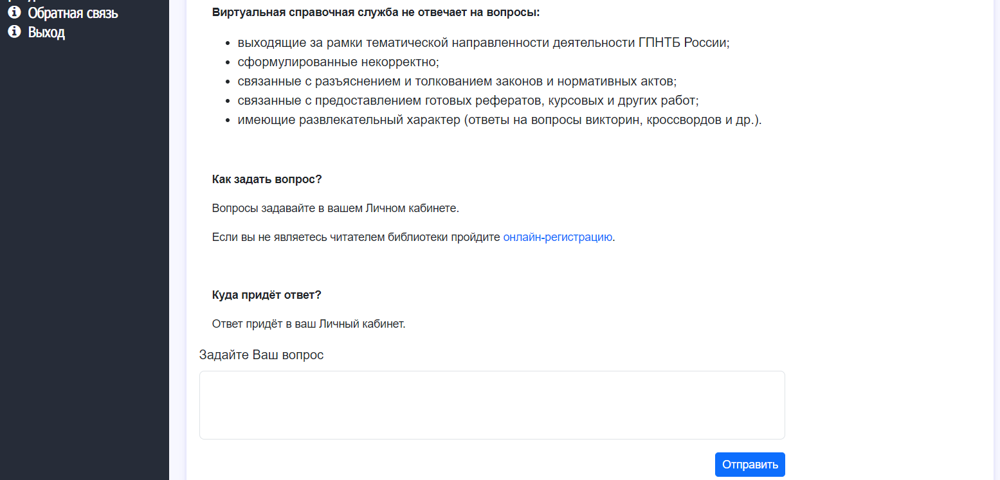 Обратная связь
Выход
Виртуальная справочная служба не отвечает на вопросы:
выходящие за рамки тематической направленности деятельности ГПНТБ России;
сформулированные некорректно;
связанные с разъяснением и толкованием законов и нормативных актов;
связанные с предоставлением готовых рефератов, курсовых и других работ;
имеющие развлекательный характер (ответы на вопросы викторин, кроссвордов и др.).
Как задать вопрос?
Вопросы задавайте в вашем Личном кабинете.
Если вы не являетесь читателем библиотеки пройдите онлайн-регистрацию.
Куда придёт ответ?
Ответ придёт в ваш Личный кабинет.
Задайте Ваш вопрос
Отправить